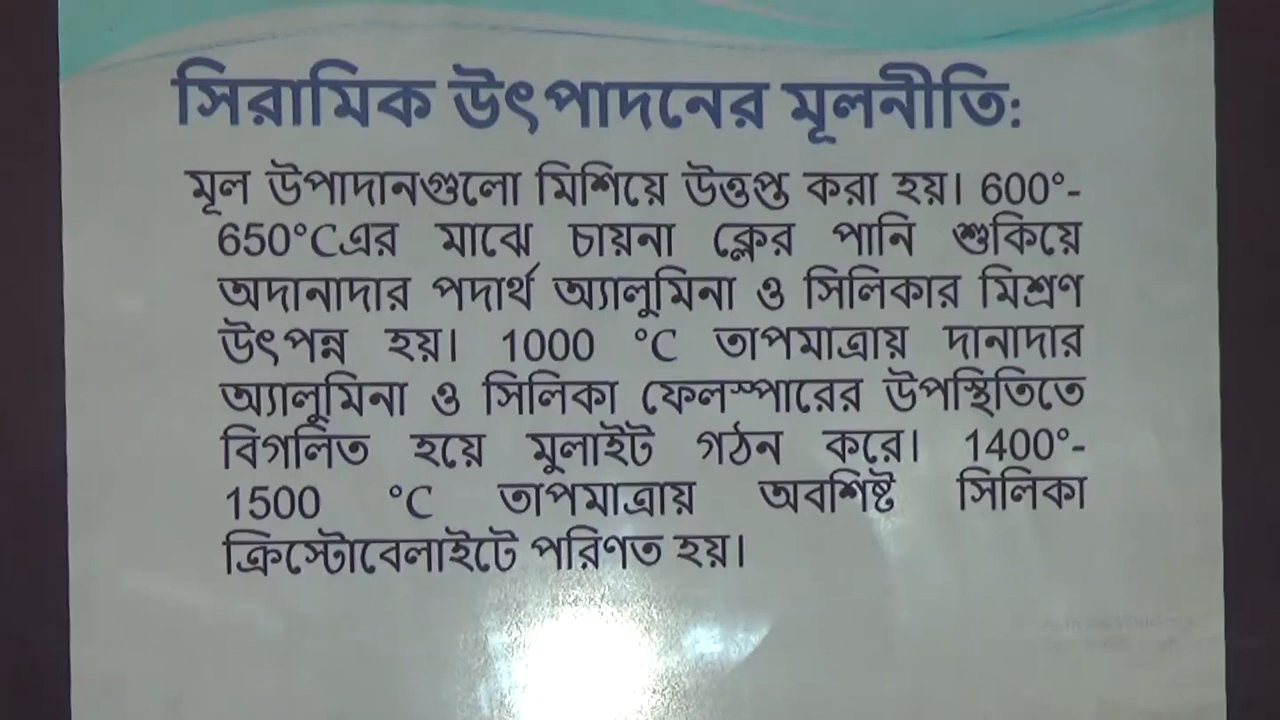 সিরামিক উৎপাদনের মূলনীতি:
মূল উপাদানগুলো মিশিয়ে উত্তপ্ত করা হয়। 600°-
650°Cএর মাঝে চায়না ক্লের পানি শুকিয়ে
অদানাদার পদার্থ অ্যালুমিনা ও সিলিকার মিশ্রণ
উৎপন্ন হয়। 1000 °C তাপমাত্রায় দানাদার
অ্যালুমিনা ও সিলিকা ফেলস্পারের উপস্থিতিতে
বিগলিত হয়ে মুলাইট গঠন করে। 1400°-
1500 °C তাপমাত্রায় অবশিষ্ট সিলিকা
ক্রিস্টোবেলাইটে পরিণত হয়।